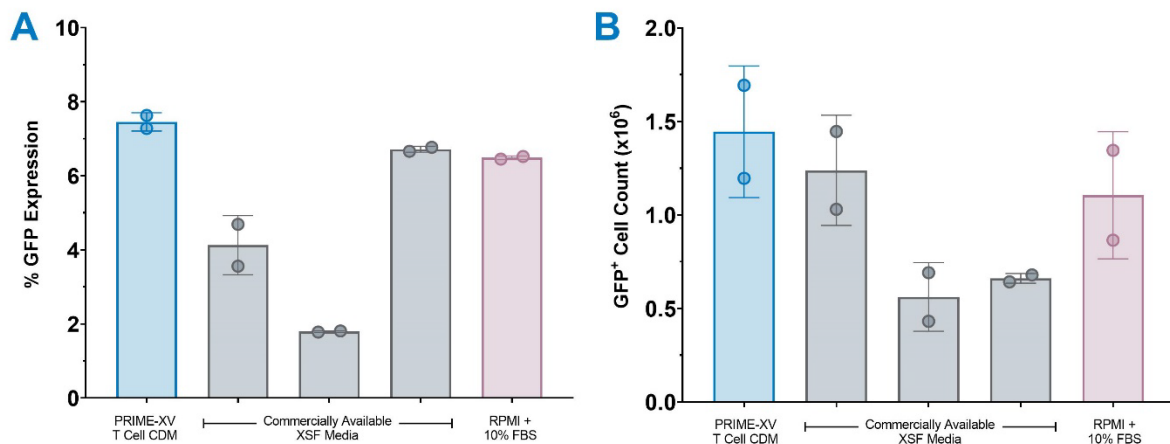 A
% GFP Expression
10
8
6
4
2
0
PRIME-XV
T Cell CDM
Commercially Available
XSF Media
RPMI +
10% FBS
B
GFP⁺ Cell Count (x10⁶)
2.0
1.5
1.0
0.5
0.0
PRIME-XV
T Cell CDM
Commercially Available
XSF Media
RPMI +
10% FBS